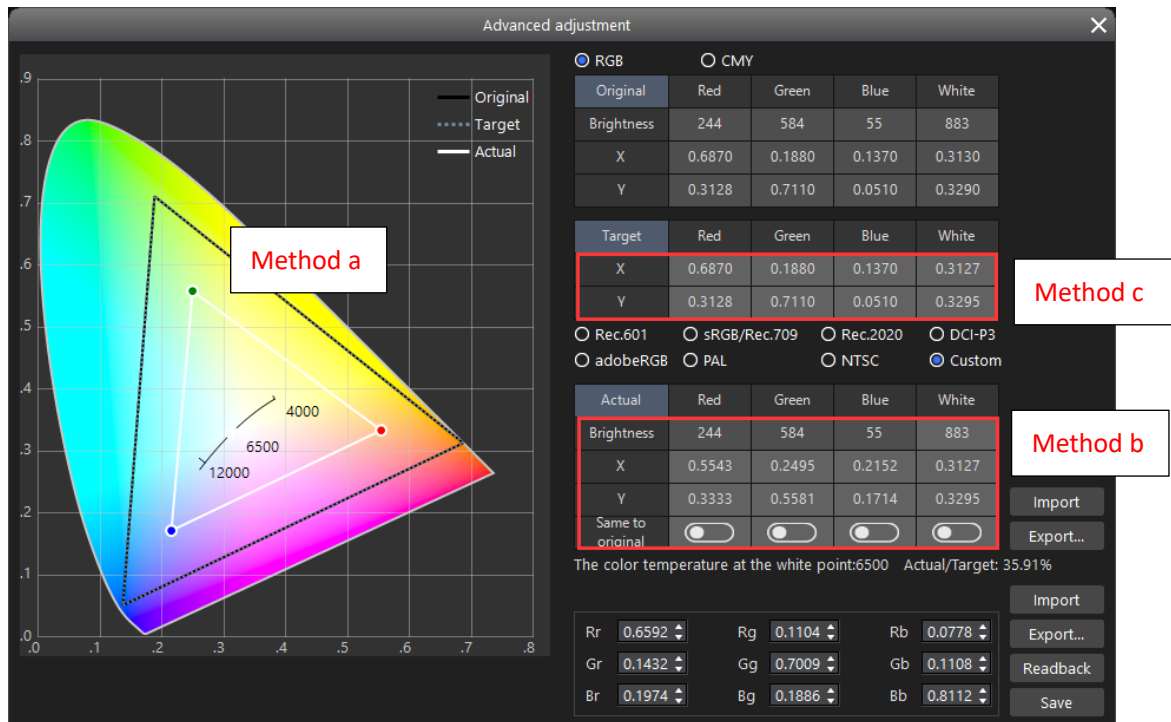 Advanced adjustment
RGB CMY
Original Red Green Blue White
Brightness 244 584 55 883
X 0.6870 0.1880 0.1370 0.3130
Y 0.3128 0.7110 0.0510 0.3290
Target Red Green Blue White
X 0.6870 0.1880 0.1370 0.3127
Y 0.3128 0.7110 0.0510 0.3295
Method c
Rec.601 sRGB/Rec.709 Rec.2020 DCI-P3
adobeRGB PAL NTSC Custom
Actual Red Green Blue White
Brightness 244 584 55 883
X 0.5543 0.2495 0.2152 0.3127
Y 0.3333 0.5581 0.1714 0.3295
Same to
original
Method b
Import
Export...
The color temperature at the white point:6500 Actual/Target: 35.91%
Rr 0.6592 Rg 0.1104 Rb 0.0778
Gr 0.1432 Gg 0.7009 Gb 0.1108
Br 0.1974 Bg 0.1886 Bb 0.8112
Import
Export...
Readback
Save
Original
Target
Actual
Method a
4000
6500
12000
.9
.8
.7
.6
.5
.4
.3
.2
.1
.0
.0 .1 .2 .3 .4 .5 .6 .7 .8